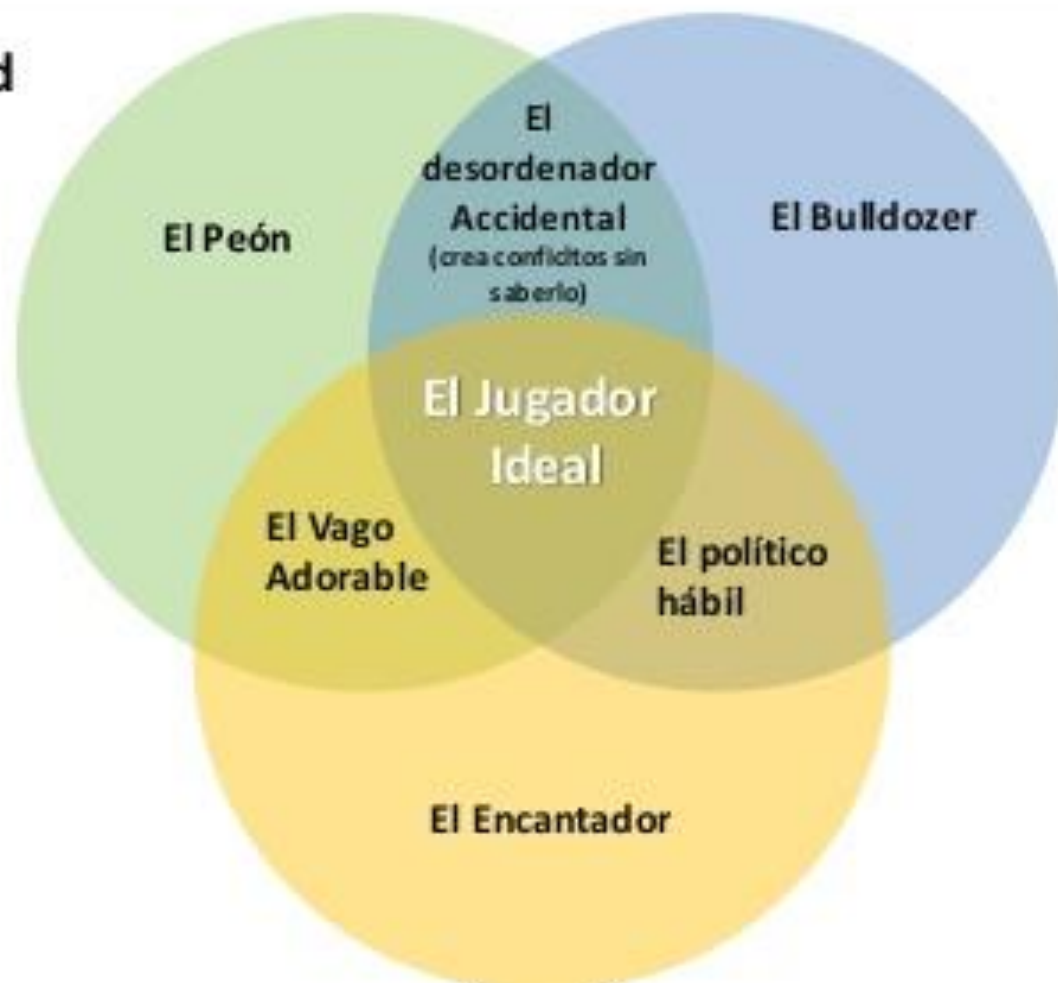 d
El
desordenador
Accidental
(crea conficitos sin
saberlo)
El Peón
El Bulldozer
El Jugador
Ideal
El Vago
Adorable
El político
hábil
El Encantador